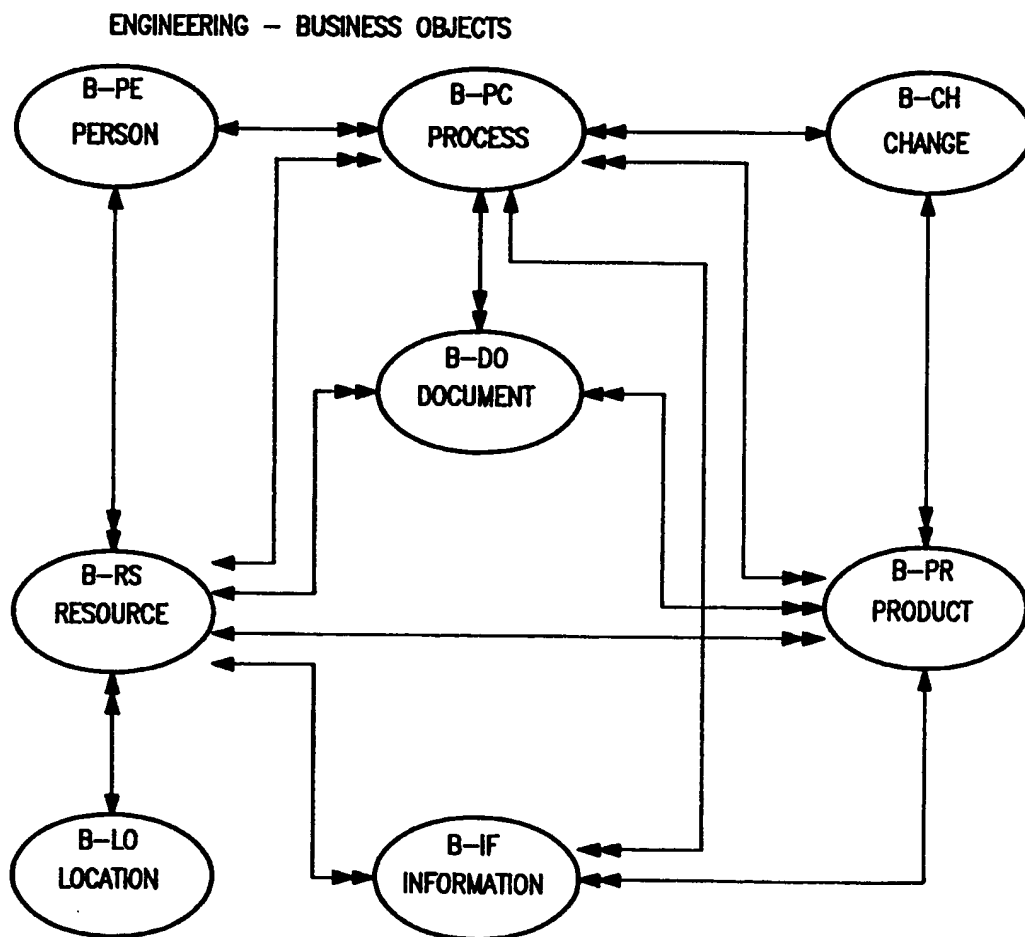 ENGINEERING – BUSINESS OBJECTS
B–PE
PERSON
B–PC
PROCESS
B–CH
CHANGE
B–DO
DOCUMENT
B–RS
RESOURCE
B–PR
PRODUCT
B–LO
LOCATION
B–IF
INFORMATION